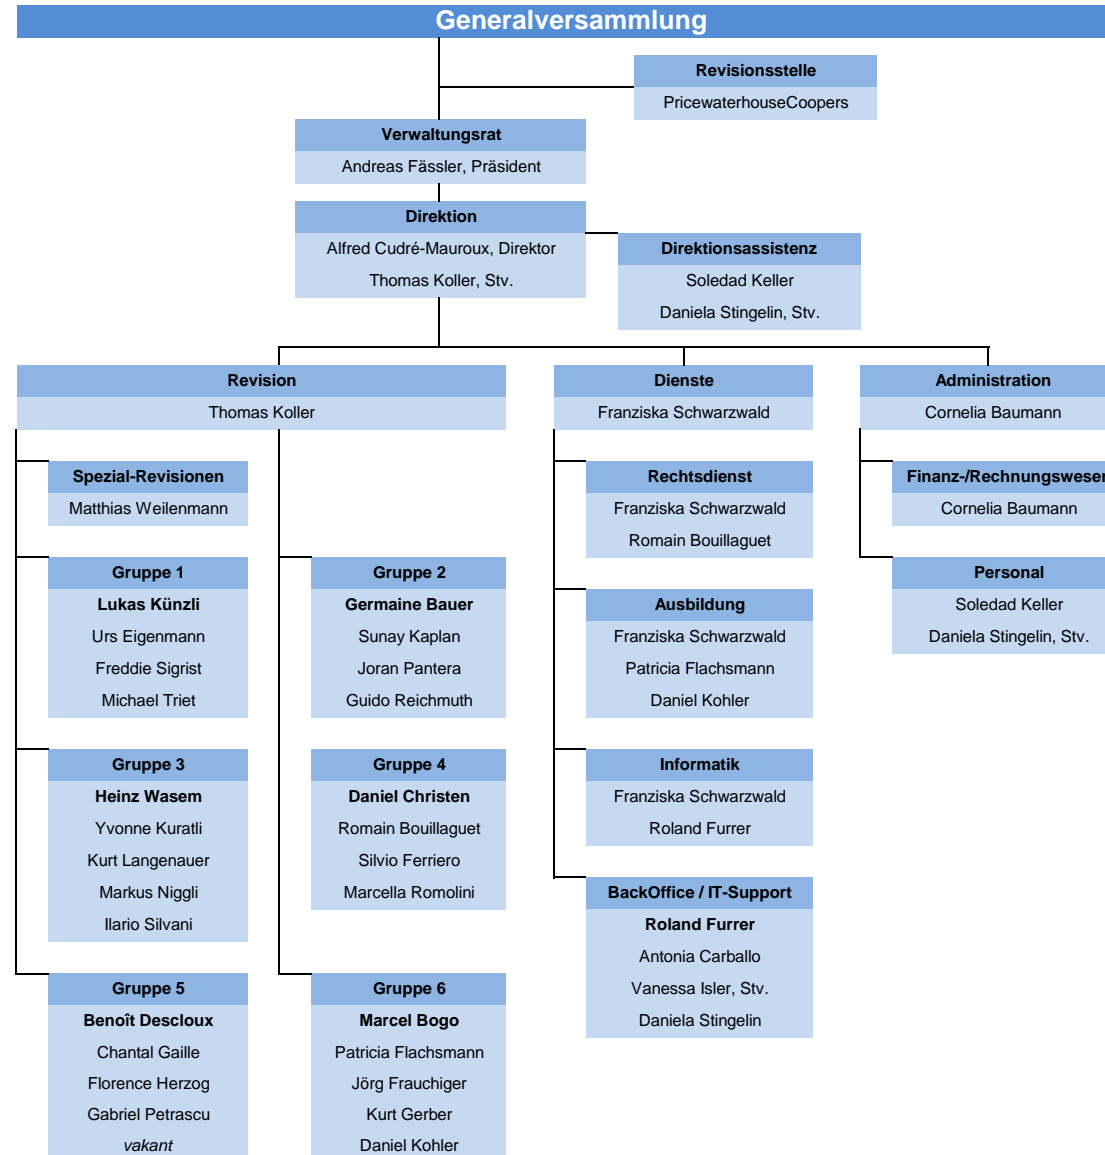 Generalversammlung
Revisionsstelle
PricewaterhouseCoopers
Verwaltungsrat
Andreas Fässler, Präsident
Direktion
Alfred Cudré-Mauroux, Direktor
Thomas Koller, Stv.
Direktionsassistenz
Soledad Keller
Daniela Stingelin, Stv.
Revision
Thomas Koller
Spezial-Revisionen
Matthias Weilenmann
Gruppe 1
Lukas Künzli
Urs Eigenmann
Freddie Sigrist
Michael Triet
Gruppe 2
Germaine Bauer
Sunay Kaplan
Joran Pantera
Guido Reichmuth
Gruppe 3
Heinz Wasem
Yvonne Kuratli
Kurt Langenauer
Markus Niggli
Ilario Silvani
Gruppe 4
Daniel Christen
Romain Bouillaguet
Silvio Ferriero
Marcella Romolini
Gruppe 5
Benoît Descloux
Chantal Gaille
Florence Herzog
Gabriel Petrascu
vakant
Gruppe 6
Marcel Bogo
Patricia Flachsmann
Jörg Frauchiger
Kurt Gerber
Daniel Kohler
Dienste
Franziska Schwarzwald
Rechtsdienst
Franziska Schwarzwald
Romain Bouillaguet
Ausbildung
Franziska Schwarzwald
Patricia Flachsmann
Daniel Kohler
Informatik
Franziska Schwarzwald
Roland Furrer
BackOffice / IT-Support
Roland Furrer
Antonia Carballo
Vanessa Isler, Stv.
Daniela Stingelin
Administration
Cornelia Baumann
Finanz-/Rechnungswesen
Cornelia Baumann
Personal
Soledad Keller
Daniela Stingelin, Stv.